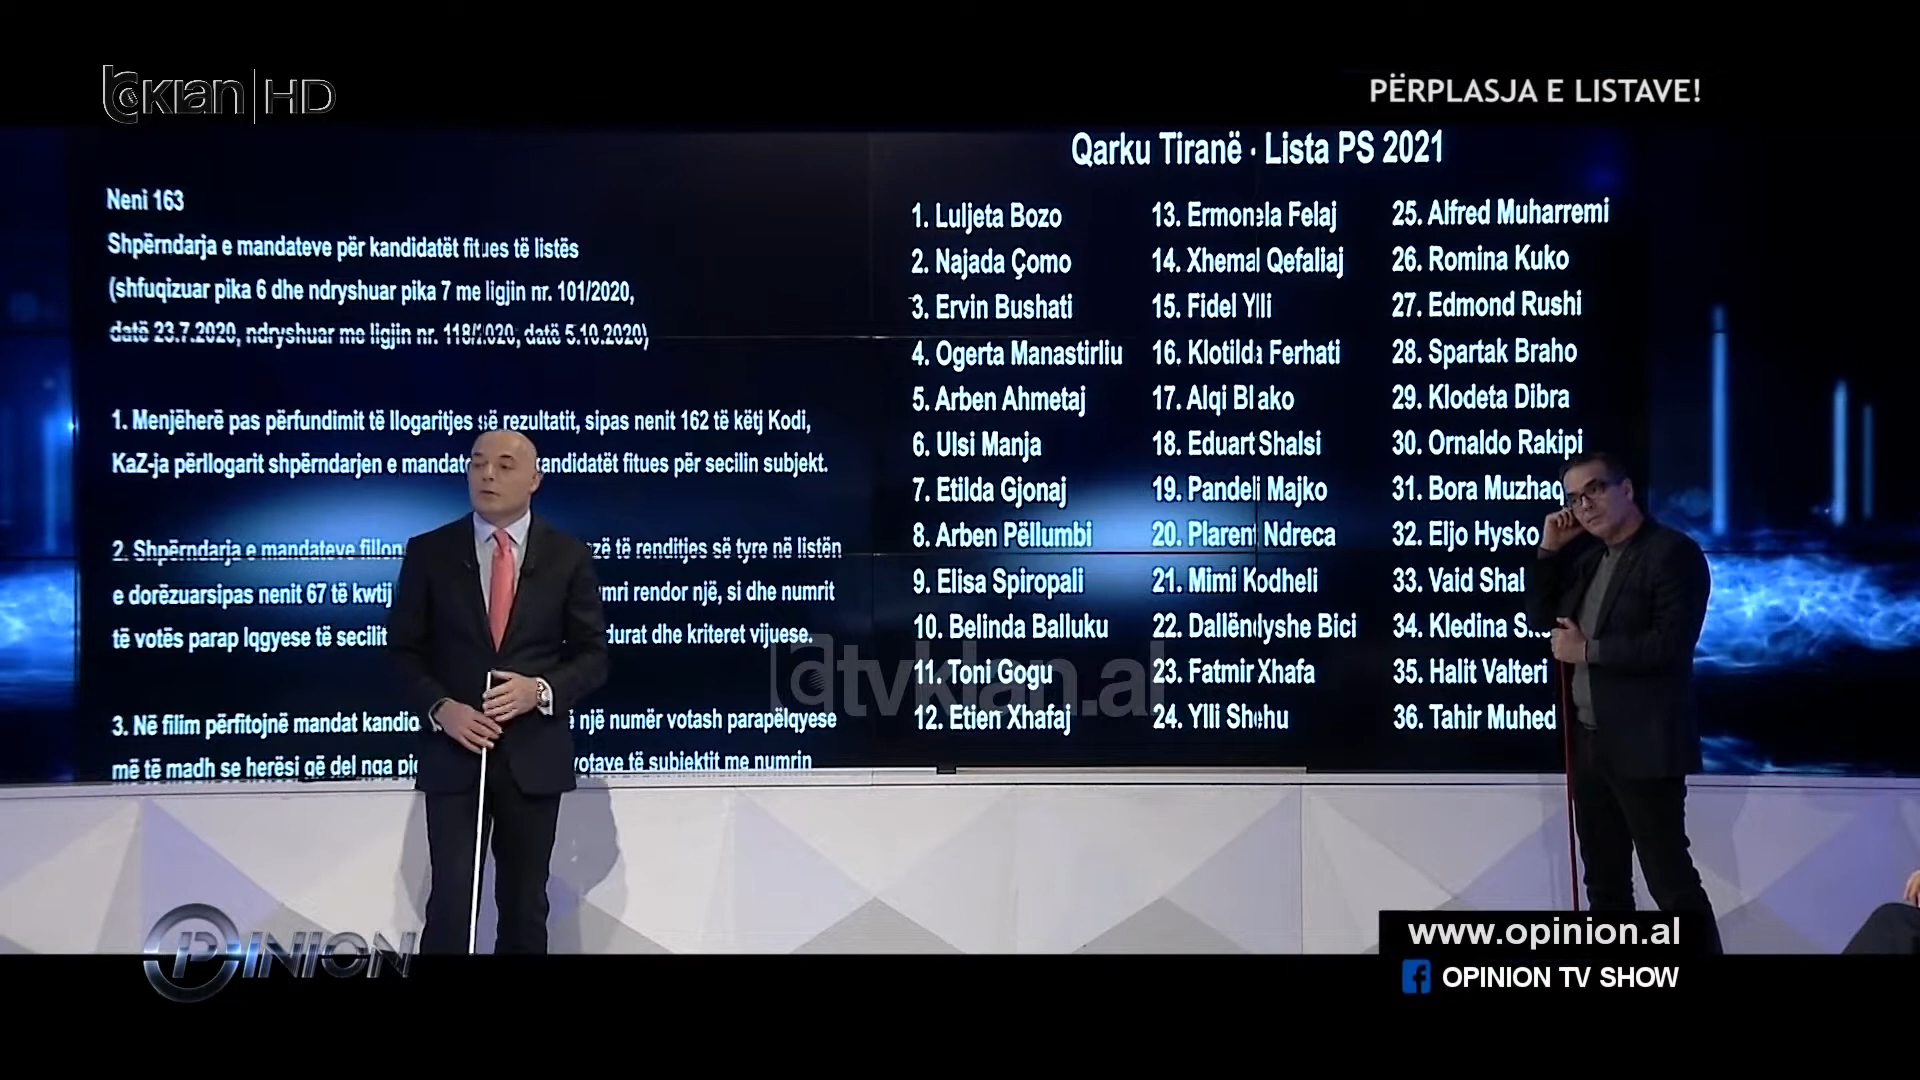 tvklan HD
PËRPLASJA E LISTAVE!
Neni 163
Shpërndarja e mandateve për kandidatët fitues të listës
(shfuqizuar pika 6 dhe ndryshuar pika 7 me ligjin nr. 101/2020,
datë 23.7.2020, ndryshuar me ligjin nr. 118/2020, datë 5.10.2020)
1. Menjëherë pas përfundimit të llogaritjes së rezultatit, sipas nenit 162 të këtj Kodi,
KaZ-ja përllogarit shpërndarjen e kandidatët fitues për secilin subjekt.
2. Shpërndarja e mandateve të renditjes së tyre në listën
e dorëzuarsipas nenit 67 të kwtij rendor një, si dhe numrit
të votës parap lqgyese të secilit dhe kriteret vijuese.
3. Në filim përfitojnë mandat një numër votash parapëlqyese
më të madh se herësi që del nga të subjektit me numrin
Qarku Tiranë - Lista PS 2021
1. Luljeta Bozo
2. Najada Çomo
3. Ervin Bushati
4. Ogerta Manastirliu
5. Arben Ahmetaj
6. Ulsi Manja
7. Etilda Gjonaj
8. Arben Pëllumbi
9. Elisa Spiropali
10. Belinda Balluku
11. Toni Gogu
12. Etien Xhafaj
13. Ermonela Felaj
14. Xhemal Qefaliaj
15. Fidel Ylli
16. Klotilda Ferhati
17. Alqi Blako
18. Eduart Shalsi
19. Pandeli Majko
20. Plarent Ndreca
21. Mimi Kodheli
22. Dallëndyshe Bici
23. Fatmir Xhafa
24. Ylli Shehu
25. Alfred Muharremi
26. Romina Kuko
27. Edmond Rushi
28. Spartak Braho
29. Klodeta Dibra
30. Ornaldo Rakipi
31. Bora
32. Eljo Hysko
33. Vaid
34. Kledina
35. Halit Valteri
36. Tahir
tvklan.al
OPINION
www.opinion.al
OPINION TV SHOW